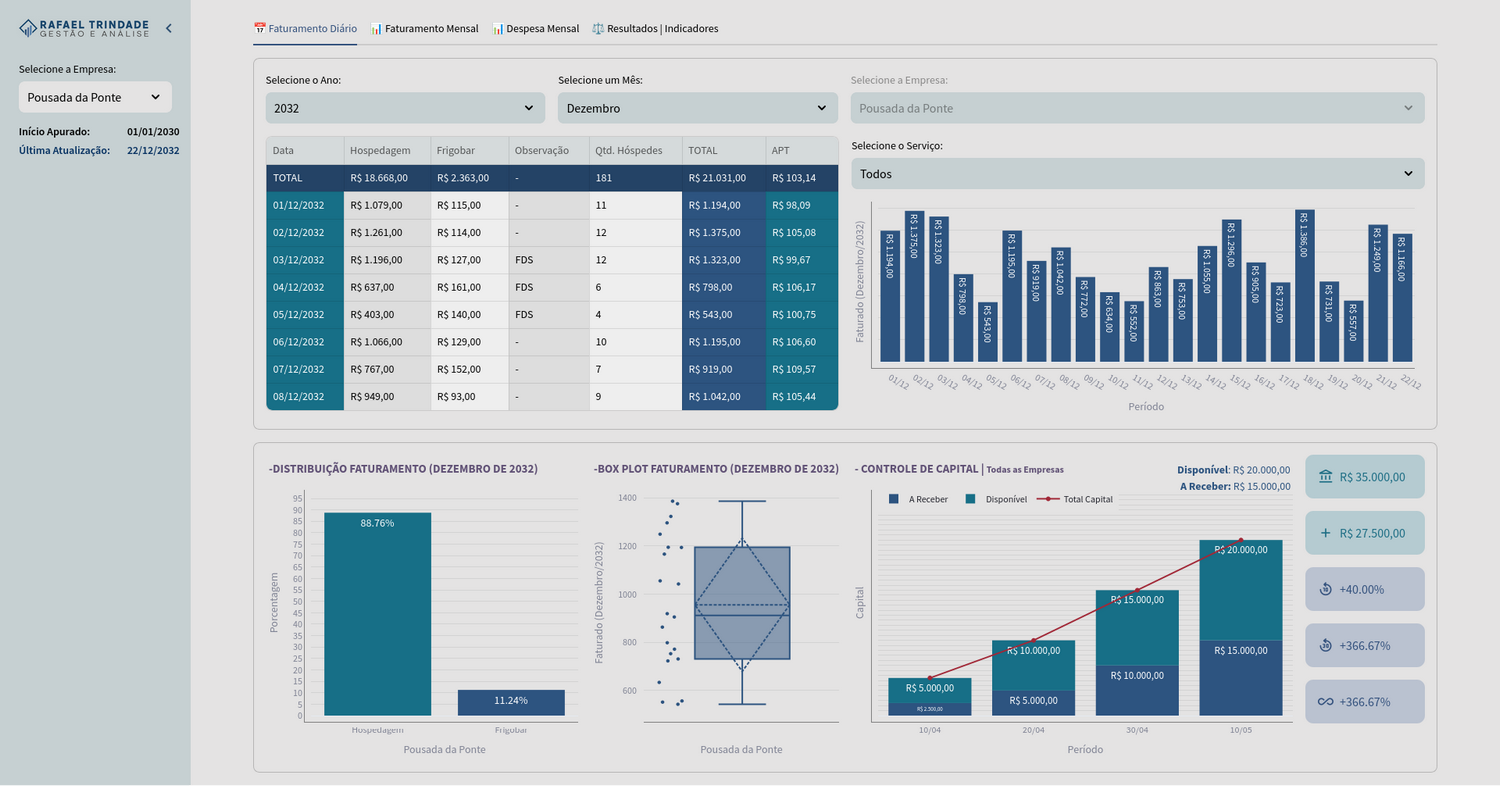 RAFAEL TRINDADE
GESTÃO E ANÁLISE
Selecione a Empresa:
Pousada da Ponte
Início Apurado: 01/01/2030
Última Atualização: 22/12/2032
📅 Faturamento Diário 📊 Faturamento Mensal 📊 Despesa Mensal ⚖️ Resultados | Indicadores
Selecione o Ano: Selecione um Mês: Selecione a Empresa:
2032 Dezembro Pousada da Ponte
Data Hospedagem Frigobar Observação Qtd. Hóspedes TOTAL APT
TOTAL R$ 18.668,00 R$ 2.363,00 - 181 R$ 21.031,00 R$ 103,14
01/12/2032 R$ 1.079,00 R$ 115,00 - 11 R$ 1.194,00 R$ 98,09
02/12/2032 R$ 1.261,00 R$ 114,00 - 12 R$ 1.375,00 R$ 105,08
03/12/2032 R$ 1.196,00 R$ 127,00 FDS 12 R$ 1.323,00 R$ 99,67
04/12/2032 R$ 637,00 R$ 161,00 FDS 6 R$ 798,00 R$ 106,17
05/12/2032 R$ 403,00 R$ 140,00 FDS 4 R$ 543,00 R$ 100,75
06/12/2032 R$ 1.066,00 R$ 129,00 - 10 R$ 1.195,00 R$ 106,60
07/12/2032 R$ 767,00 R$ 152,00 - 7 R$ 919,00 R$ 109,57
08/12/2032 R$ 949,00 R$ 93,00 - 9 R$ 1.042,00 R$ 105,44
Selecione o Serviço:
Todos
Faturado (Dezembro/2032)
R$ 1.194,00 R$ 1.375,00 R$ 1.323,00 R$ 798,00 R$ 543,00 R$ 1.195,00 R$ 919,00 R$ 1.042,00 R$ 772,00 R$ 634,00 R$ 552,00 R$ 863,00 R$ 753,00 R$ 1.055,00 R$ 1.296,00 R$ 905,00 R$ 723,00 R$ 1.386,00 R$ 731,00 R$ 557,00 R$ 1.249,00 R$ 1.166,00
01/12 02/12 03/12 04/12 05/12 06/12 07/12 08/12 09/12 10/12 11/12 12/12 13/12 14/12 15/12 16/12 17/12 18/12 19/12 20/12 21/12 22/12
Período
-DISTRIBUIÇÃO FATURAMENTO (DEZEMBRO DE 2032)
Porcentagem
95
90
85
80
75
70
65
60
55
50
45
40
35
30
25
20
15
10
5
0
88.76%
11.24%
Hospedagem Frigobar
Pousada da Ponte
-BOX PLOT FATURAMENTO (DEZEMBRO DE 2032)
Faturado (Dezembro/2032)
1400
1200
1000
800
600
Pousada da Ponte
- CONTROLE DE CAPITAL | Todas as Empresas
Disponível: R$ 20.000,00
A Receber: R$ 15.000,00
A Receber Disponível Total Capital
Capital
R$ 5.000,00 R$ 10.000,00 R$ 15.000,00 R$ 20.000,00
R$ 2.500,00 R$ 5.000,00 R$ 10.000,00 R$ 15.000,00
10/04 20/04 30/04 10/05
Período
R$ 35.000,00
+ R$ 27.500,00
10 +40.00%
30 +366.67%
+366.67%